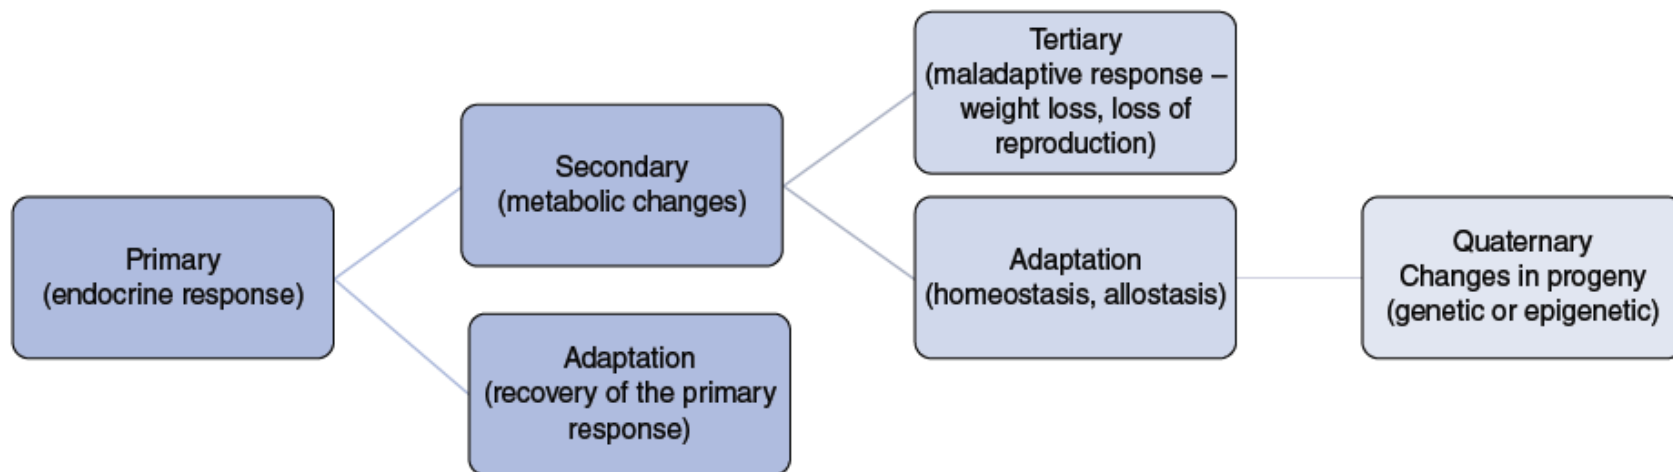 Primary
(endocrine response)
Secondary
(metabolic changes)
Adaptation
(recovery of the primary
response)
Tertiary
(maladaptive response –
weight loss, loss of
reproduction)
Adaptation
(homeostasis, allostasis)
Quaternary
Changes in progeny
(genetic or epigenetic)